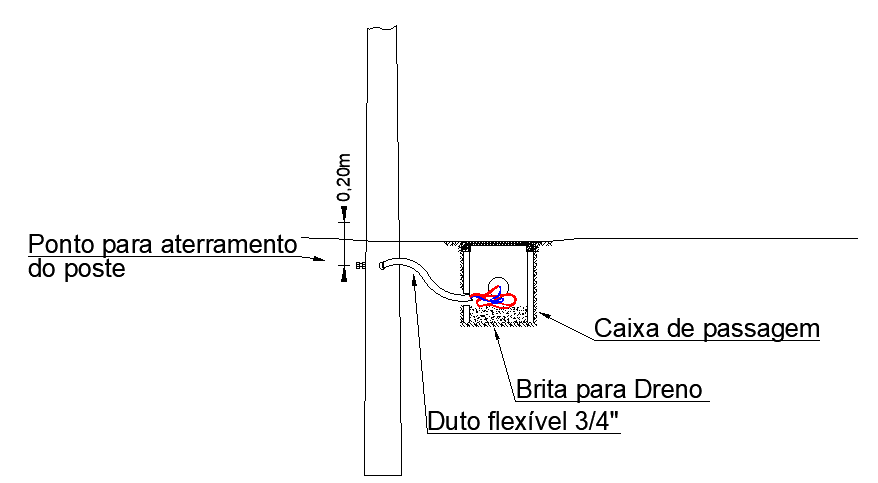 0,20m
Ponto para aterramento
do poste
Caixa de passagem
Brita para Dreno
Duto flexível 3/4"